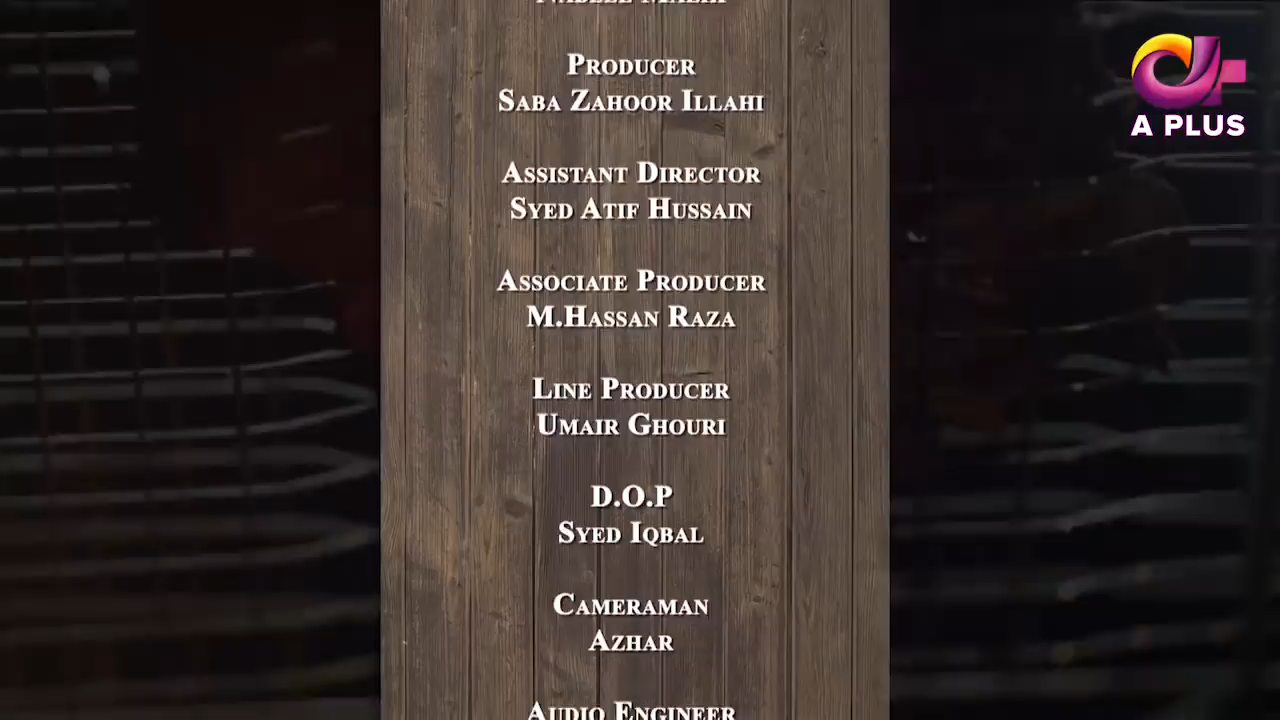 Producer
Saba Zahoor Illahi
Assistant Director
Syed Atif Hussain
Associate Producer
M.Hassan Raza
Line Producer
Umair Ghouri
D.O.P
Syed Iqbal
Cameraman
Azhar
Audio Engineer
A PLUS